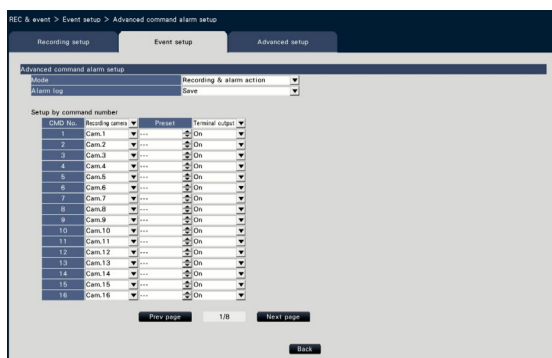 REC & event > Event setup > Advanced command alarm setup
Recording setup Event setup Advanced setup
Advanced command alarm setup
Mode Recording & alarm action
Alarm log Save
Setup by command number
CMD No. Recording camera Preset Terminal output
1 Cam.1 --- On
2 Cam.2 --- On
3 Cam.3 --- On
4 Cam.4 --- On
5 Cam.5 --- On
6 Cam.6 --- On
7 Cam.7 --- On
8 Cam.8 --- On
9 Cam.9 --- On
10 Cam.10 --- On
11 Cam.11 --- On
12 Cam.12 --- On
13 Cam.13 --- On
14 Cam.14 --- On
15 Cam.15 --- On
16 Cam.16 --- On
Prev page 1/8 Next page
Back